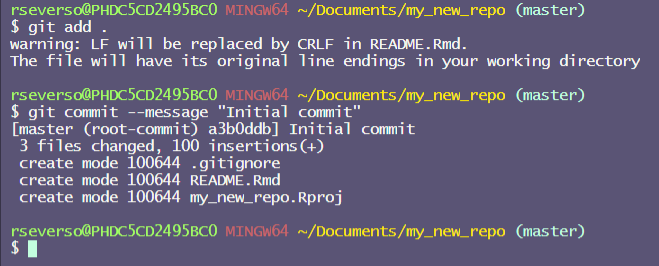 rseverso@PHDC5CD2495BC0 MINGW64 ~/Documents/my_new_repo (master)
$ git add .
warning: LF will be replaced by CRLF in README.Rmd.
The file will have its original line endings in your working directory
rseverso@PHDC5CD2495BC0 MINGW64 ~/Documents/my_new_repo (master)
$ git commit --message "Initial commit"
[master (root-commit) a3b0ddb] Initial commit
 3 files changed, 100 insertions(+)
 create mode 100644 .gitignore
 create mode 100644 README.Rmd
 create mode 100644 my_new_repo.Rproj
rseverso@PHDC5CD2495BC0 MINGW64 ~/Documents/my_new_repo (master)
$